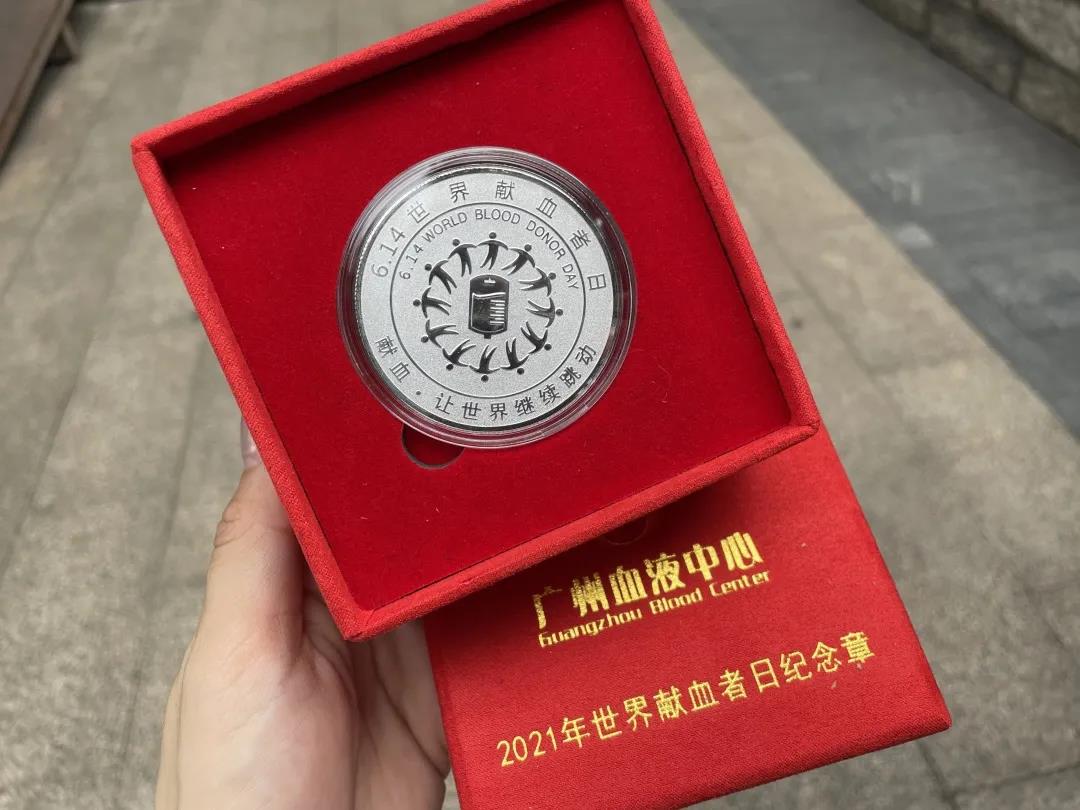 6.14 世界献血者日
6.14 WORLD BLOOD DONOR DAY
献血·让世界继续跳动
广州血液中心
Guangzhou Blood Center
2021年世界献血者日纪念章